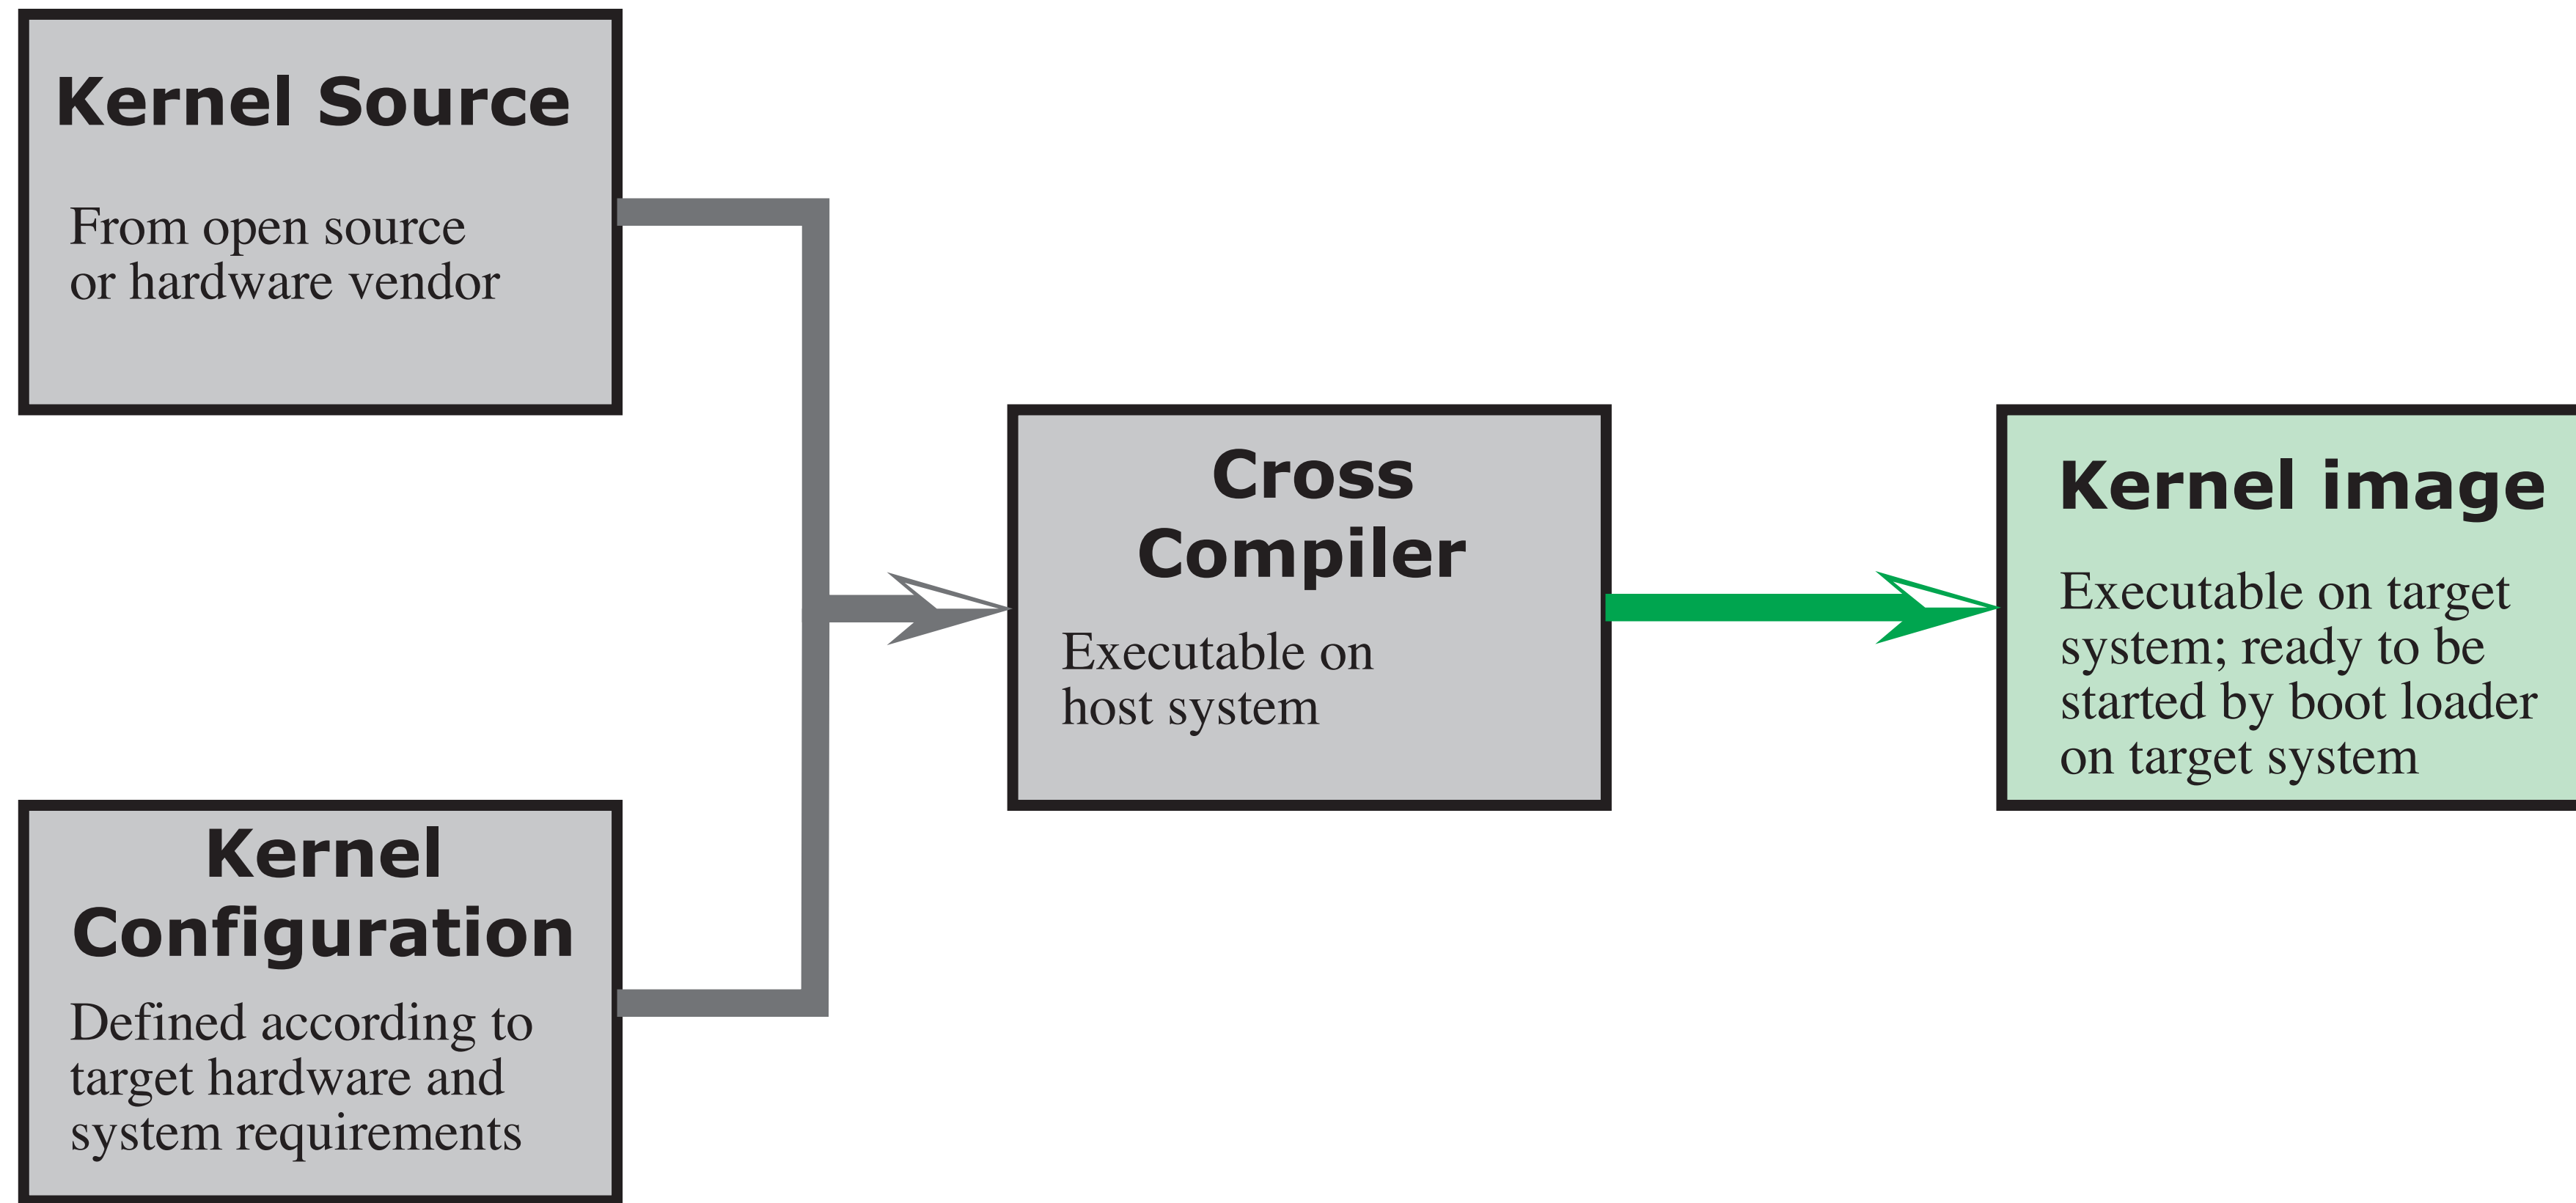 Kernel Source
From open source
or hardware vendor
Kernel
Configuration
Defined according to
target hardware and
system requirements
Cross
Compiler
Executable on
host system
Kernel image
Executable on target
system; ready to be
started by boot loader
on target system